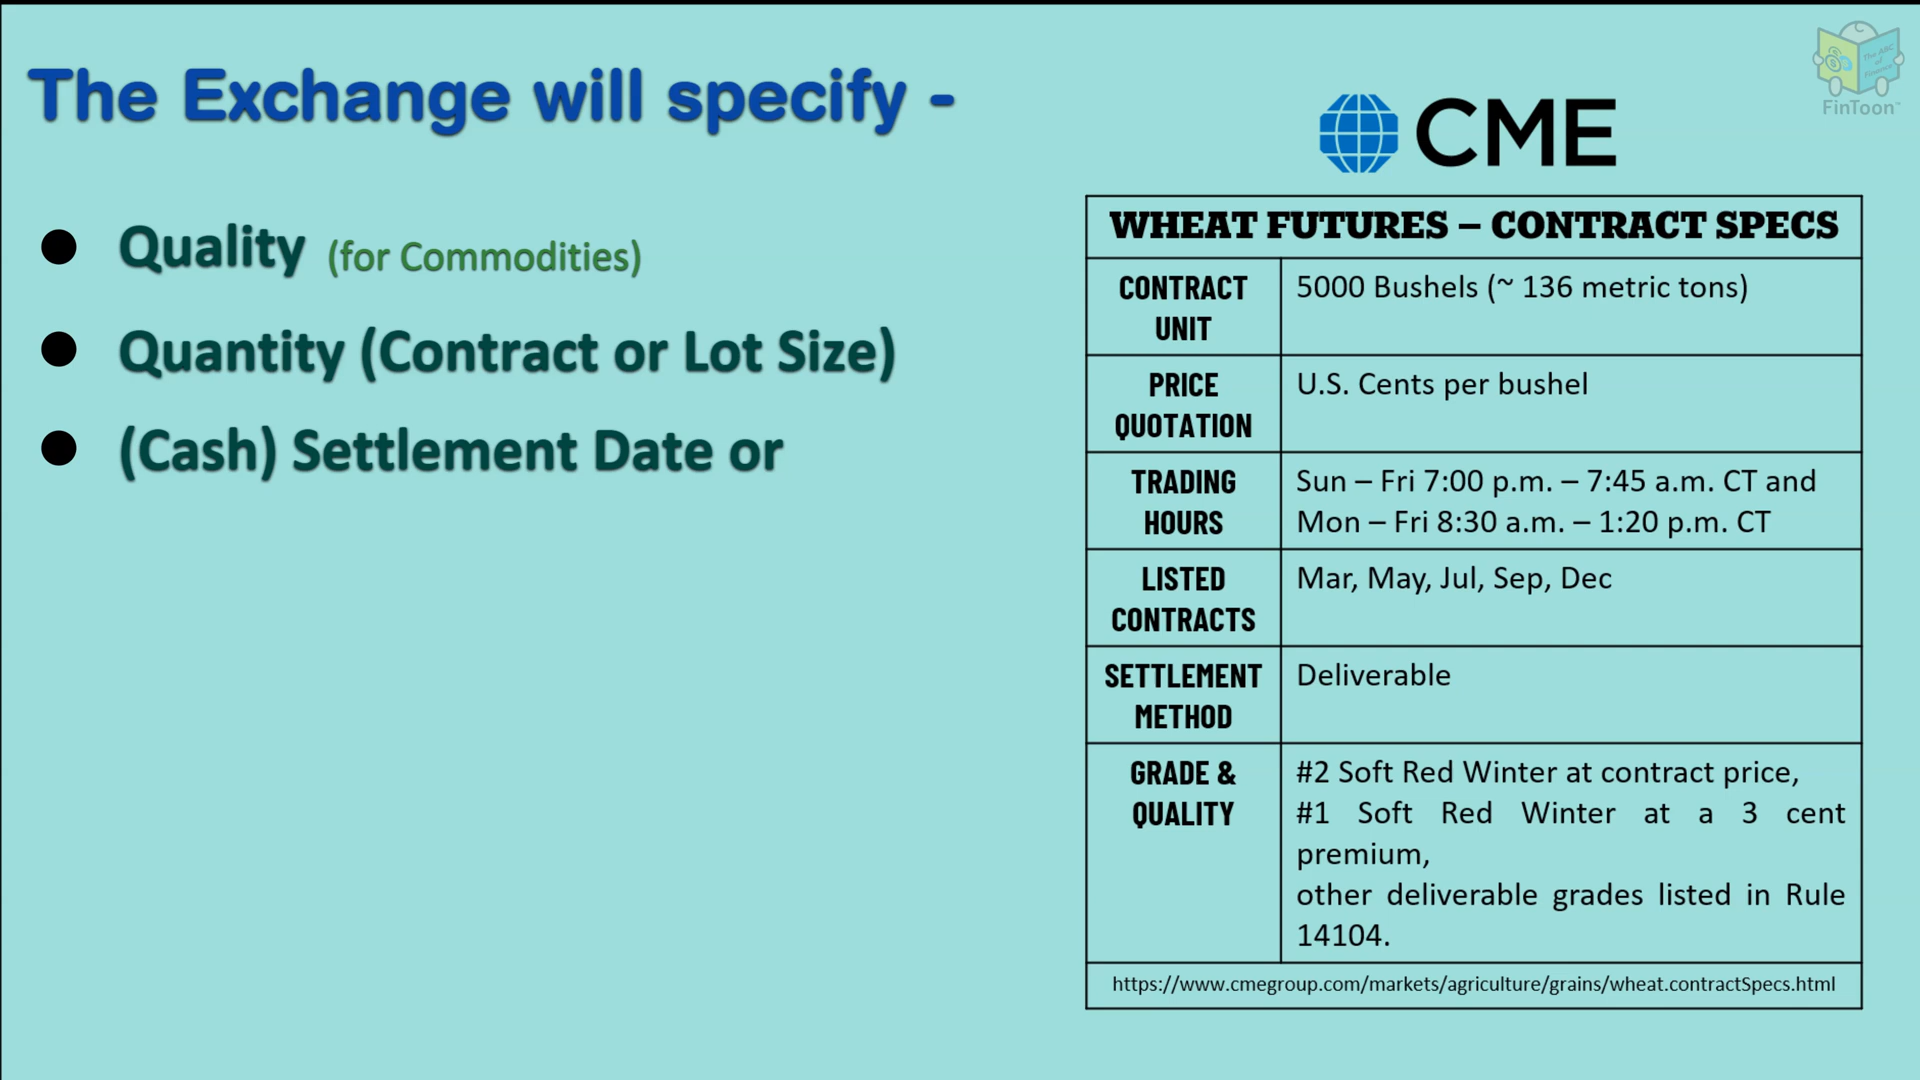 The Exchange will specify -
Quality (for Commodities)
Quantity (Contract or Lot Size)
(Cash) Settlement Date or
The ABC
of
Finance
FinToon
CME
WHEAT FUTURES – CONTRACT SPECS
CONTRACT
UNIT
5000 Bushels (~ 136 metric tons)
PRICE
QUOTATION
U.S. Cents per bushel
TRADING
HOURS
Sun – Fri 7:00 p.m. – 7:45 a.m. CT and
Mon – Fri 8:30 a.m. – 1:20 p.m. CT
LISTED
CONTRACTS
Mar, May, Jul, Sep, Dec
SETTLEMENT
METHOD
Deliverable
GRADE &
QUALITY
#2 Soft Red Winter at contract price,
#1 Soft Red Winter at a 3 cent
premium,
other deliverable grades listed in Rule
14104.
https://www.cmegroup.com/markets/agriculture/grains/wheat.contractSpecs.html